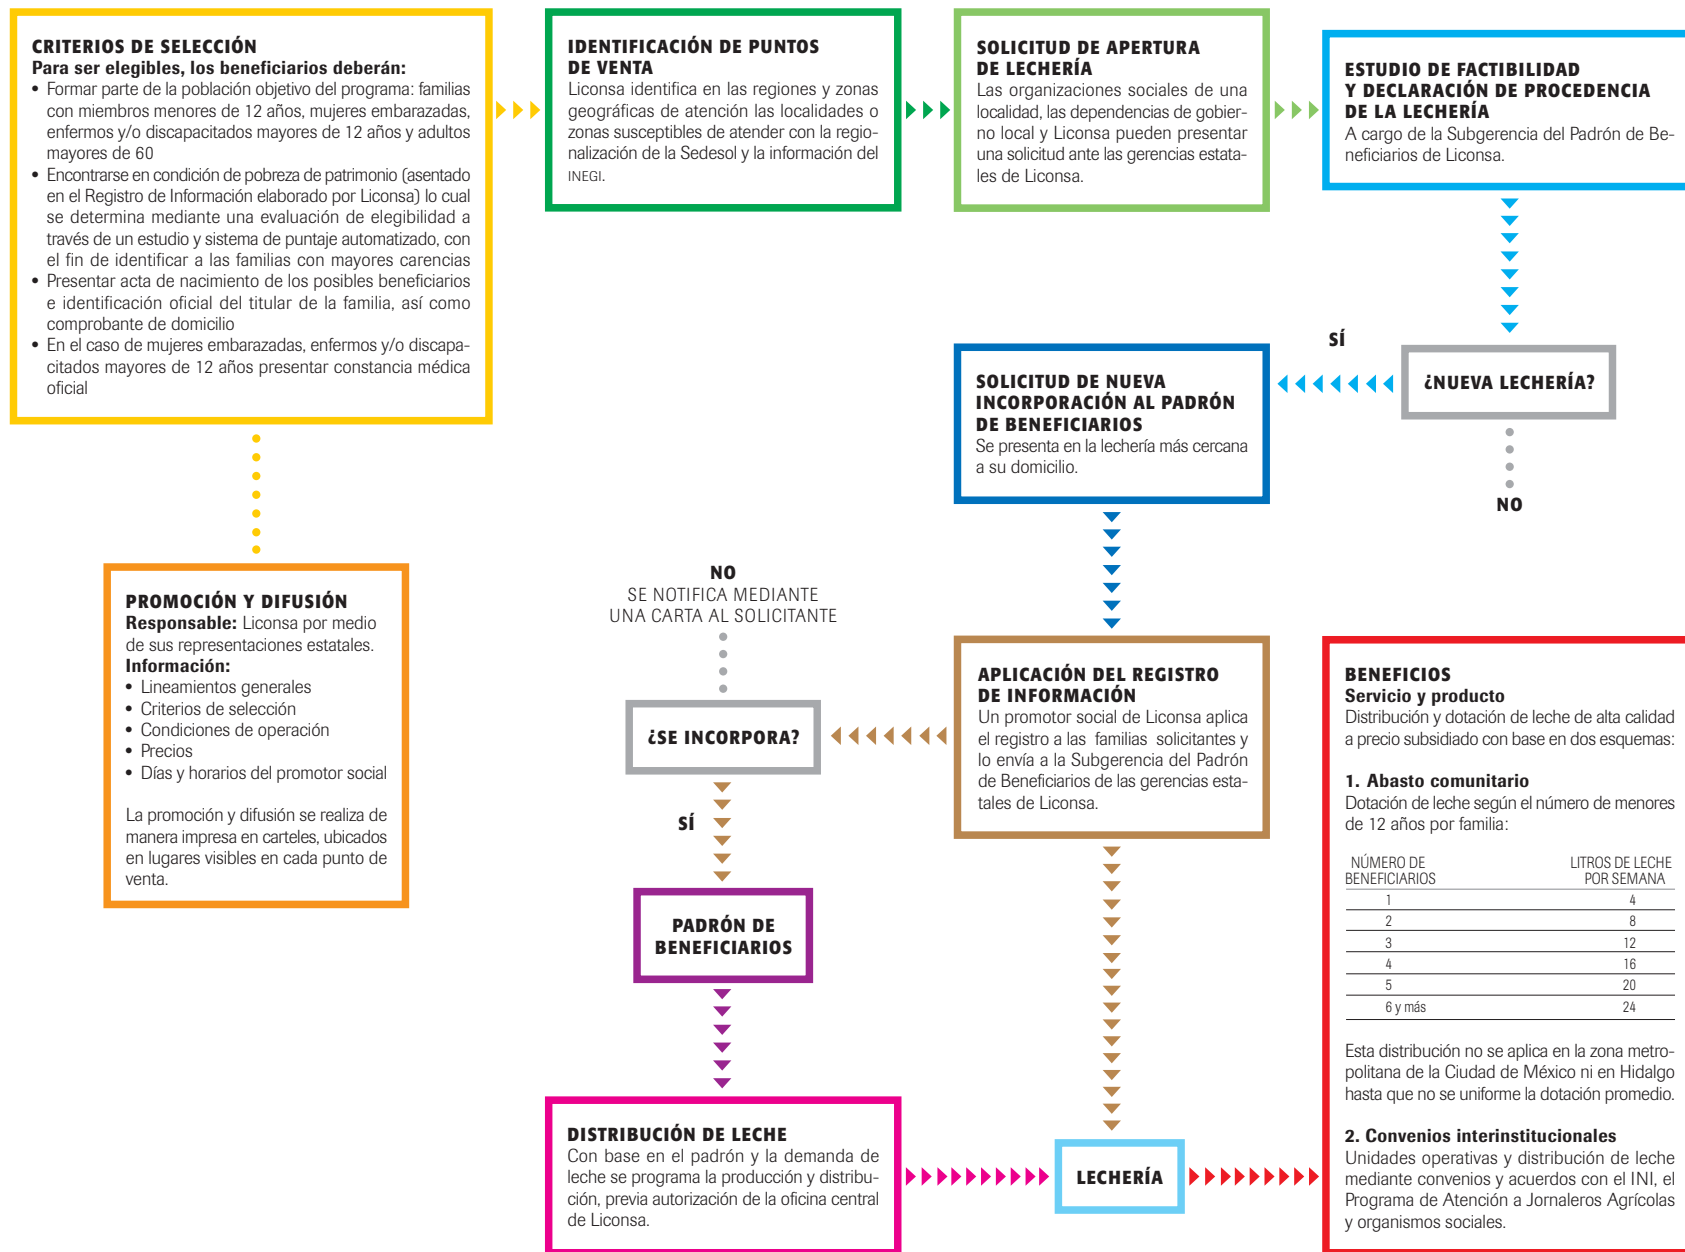 CRITERIOS DE SELECCIÓN
Para ser elegibles, los beneficiarios deberán:
• Formar parte de la población objetivo del programa: familias
con miembros menores de 12 años, mujeres embarazadas,
enfermos y/o discapacitados mayores de 12 años y adultos
mayores de 60
• Encontrarse en condición de pobreza de patrimonio (asentado
en el Registro de Información elaborado por Liconsa) lo cual
se determina mediante una evaluación de elegibilidad a
través de un estudio y sistema de puntaje automatizado, con
el fin de identificar a las familias con mayores carencias
• Presentar acta de nacimiento de los posibles beneficiarios
e identificación oficial del titular de la familia, así como
comprobante de domicilio
• En el caso de mujeres embarazadas, enfermos y/o discapa-
citados mayores de 12 años presentar constancia médica
oficial
IDENTIFICACIÓN DE PUNTOS
DE VENTA
Liconsa identifica en las regiones y zonas
geográficas de atención las localidades o
zonas susceptibles de atender con la regio-
nalización de la Sedesol y la información del
INEGI.
SOLICITUD DE APERTURA
DE LECHERÍA
Las organizaciones sociales de una
localidad, las dependencias de gobier-
no local y Liconsa pueden presentar
una solicitud ante las gerencias estata-
les de Liconsa.
ESTUDIO DE FACTIBILIDAD
Y DECLARACIÓN DE PROCEDENCIA
DE LA LECHERÍA
A cargo de la Subgerencia del Padrón de Be-
neficiarios de Liconsa.
¿NUEVA LECHERÍA?
SÍ
NO
SOLICITUD DE NUEVA
INCORPORACIÓN AL PADRÓN
DE BENEFICIARIOS
Se presenta en la lechería más cercana
a su domicilio.
PROMOCIÓN Y DIFUSIÓN
Responsable: Liconsa por medio
de sus representaciones estatales.
Información:
• Lineamientos generales
• Criterios de selección
• Condiciones de operación
• Precios
• Días y horarios del promotor social
La promoción y difusión se realiza de
manera impresa en carteles, ubicados
en lugares visibles en cada punto de
venta.
NO
SE NOTIFICA MEDIANTE
UNA CARTA AL SOLICITANTE
¿SE INCORPORA?
SÍ
APLICACIÓN DEL REGISTRO
DE INFORMACIÓN
Un promotor social de Liconsa aplica
el registro a las familias solicitantes y
lo envía a la Subgerencia del Padrón
de Beneficiarios de las gerencias esta-
tales de Liconsa.
PADRÓN DE
BENEFICIARIOS
DISTRIBUCIÓN DE LECHE
Con base en el padrón y la demanda de
leche se programa la producción y distribu-
ción, previa autorización de la oficina central
de Liconsa.
LECHERÍA
BENEFICIOS
Servicio y producto
Distribución y dotación de leche de alta calidad
a precio subsidiado con base en dos esquemas:
1. Abasto comunitario
Dotación de leche según el número de menores
de 12 años por familia:
NÚMERO DE LITROS DE LECHE
BENEFICIARIOS POR SEMANA
1 4
2 8
3 12
4 16
5 20
6 y más 24
Esta distribución no se aplica en la zona metro-
politana de la Ciudad de México ni en Hidalgo
hasta que no se uniforme la dotación promedio.
2. Convenios interinstitucionales
Unidades operativas y distribución de leche
mediante convenios y acuerdos con el INI, el
Programa de Atención a Jornaleros Agrícolas
y organismos sociales.